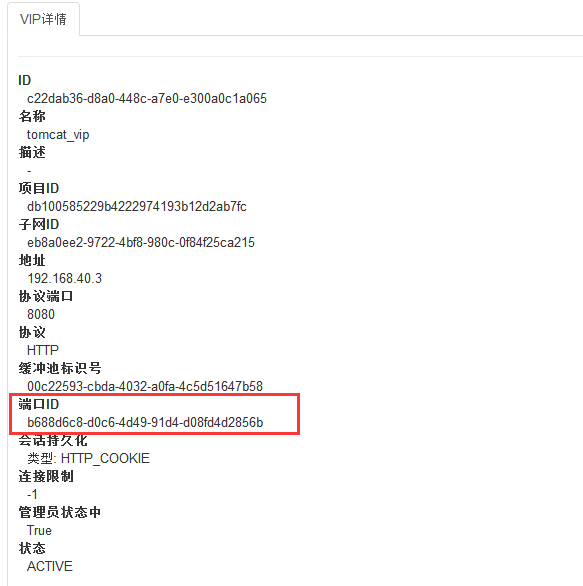 VIP详情
ID
c22dab36-d8a0-448c-a7e0-e300a0c1a065
名称
tomcat_vip
描述
-
项目ID
db100585229b4222974193b12d2ab7fc
子网ID
eb8a0ee2-9722-4bf8-980c-0f84f25ca215
地址
192.168.40.3
协议端口
8080
协议
HTTP
缓冲池标识号
00c22593-cbda-4032-a0fa-4c5d51647b58
端口ID
b688d6c8-d0c6-4d49-91d4-d08fd4d2856b
会话持久化
类型: HTTP_COOKIE
连接限制
-1
管理员状态中
True
状态
ACTIVE